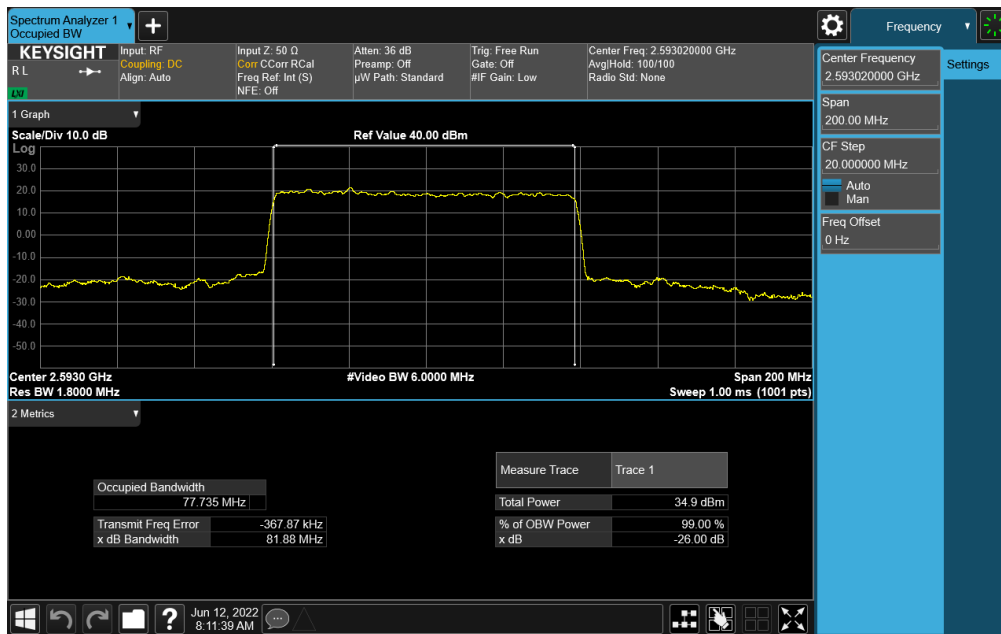 Spectrum Analyzer 1
Occupied BW
Frequency
KEYSIGHT
R L
LXI
Input: RF
Coupling: DC
Align: Auto
Input Z: 50 Ω
Corr CCorr RCal
Freq Ref: Int (S)
NFE: Off
Atten: 36 dB
Preamp: Off
µW Path: Standard
Trig: Free Run
Gate: Off
#IF Gain: Low
Center Freq: 2.593020000 GHz
Avg|Hold: 100/100
Radio Std: None
Center Frequency
2.593020000 GHz
Settings
Span
200.00 MHz
CF Step
20.000000 MHz
Auto
Man
Freq Offset
0 Hz
1 Graph
Scale/Div 10.0 dB
Ref Value 40.00 dBm
Log
30.0
20.0
10.0
0.00
-10.0
-20.0
-30.0
-40.0
-50.0
Center 2.5930 GHz
#Video BW 6.0000 MHz
Span 200 MHz
Res BW 1.8000 MHz
Sweep 1.00 ms (1001 pts)
2 Metrics
Measure Trace Trace 1
Occupied Bandwidth
77.735 MHz
Total Power 34.9 dBm
Transmit Freq Error -367.87 kHz
% of OBW Power 99.00 %
x dB Bandwidth 81.88 MHz
x dB -26.00 dB
Jun 12, 2022
8:11:39 AM